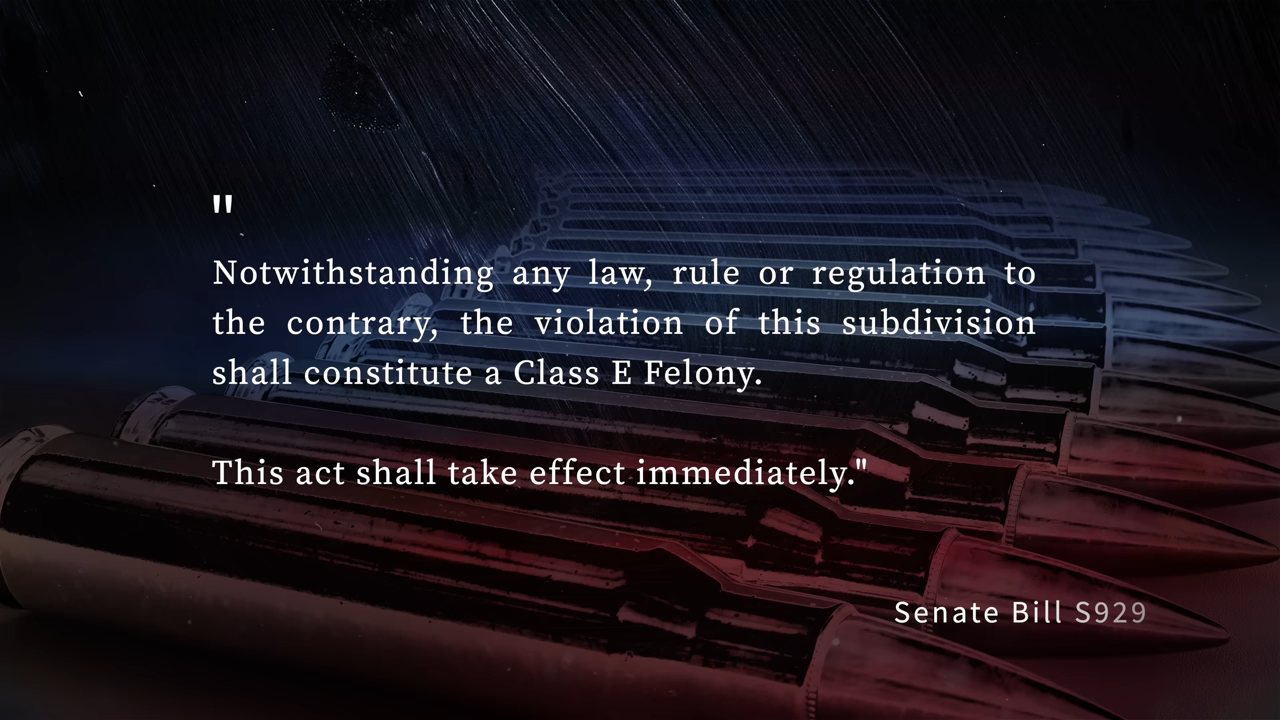 "
Notwithstanding any law, rule or regulation to
the contrary, the violation of this subdivision
shall constitute a Class E Felony.
This act shall take effect immediately."
Senate Bill S929